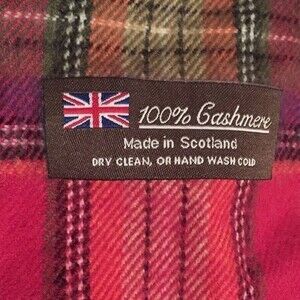 100% Cashmere
Made in Scotland
DRY CLEAN, OR HAND WASH COLD